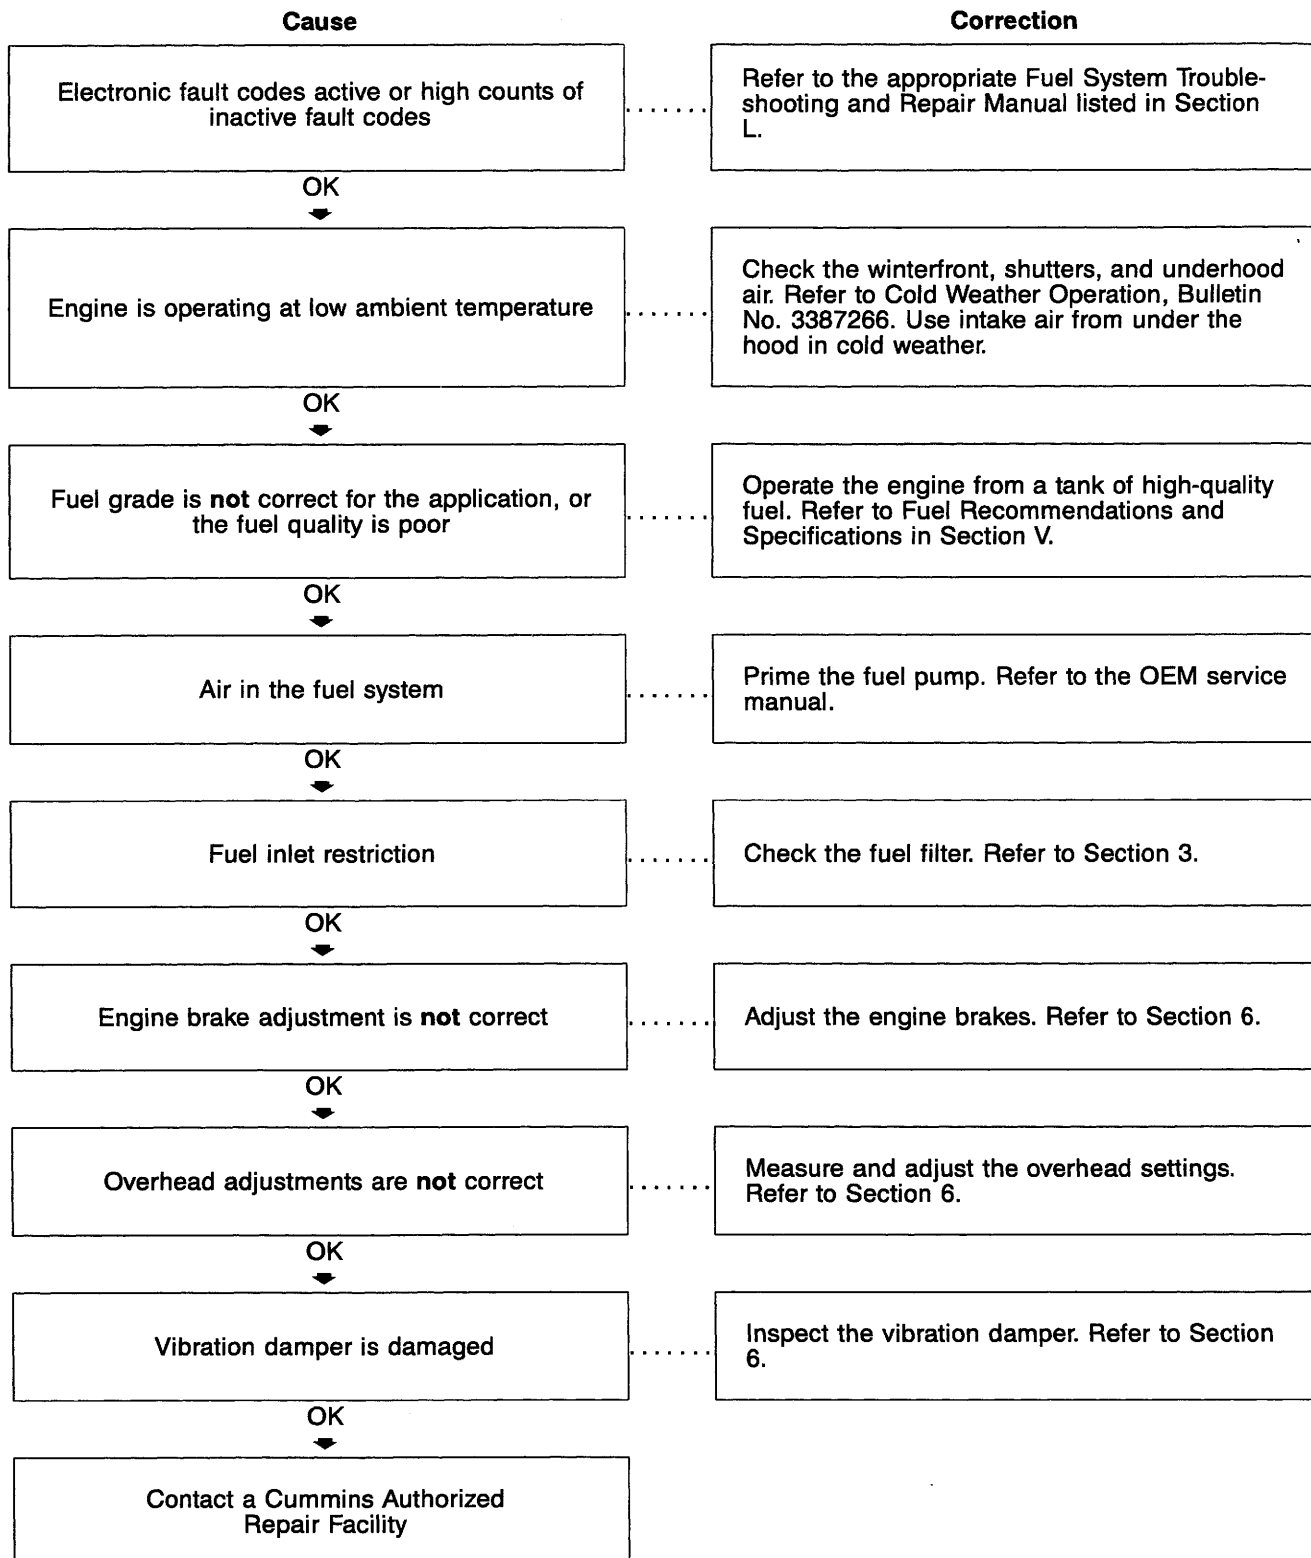 Cause
Correction
Electronic fault codes active or high counts of
inactive fault codes
.......
Refer to the appropriate Fuel System Trouble-
shooting and Repair Manual listed in Section
L.
OK
Engine is operating at low ambient temperature
.......
Check the winterfront, shutters, and underhood
air. Refer to Cold Weather Operation, Bulletin
No. 3387266. Use intake air from under the
hood in cold weather.
OK
Fuel grade is not correct for the application, or
the fuel quality is poor
.......
Operate the engine from a tank of high-quality
fuel. Refer to Fuel Recommendations and
Specifications in Section V.
OK
Air in the fuel system
.......
Prime the fuel pump. Refer to the OEM service
manual.
OK
Fuel inlet restriction
.......
Check the fuel filter. Refer to Section 3.
OK
Engine brake adjustment is not correct
.......
Adjust the engine brakes. Refer to Section 6.
OK
Overhead adjustments are not correct
.......
Measure and adjust the overhead settings.
Refer to Section 6.
OK
Vibration damper is damaged
.......
Inspect the vibration damper. Refer to Section
6.
OK
Contact a Cummins Authorized
Repair Facility